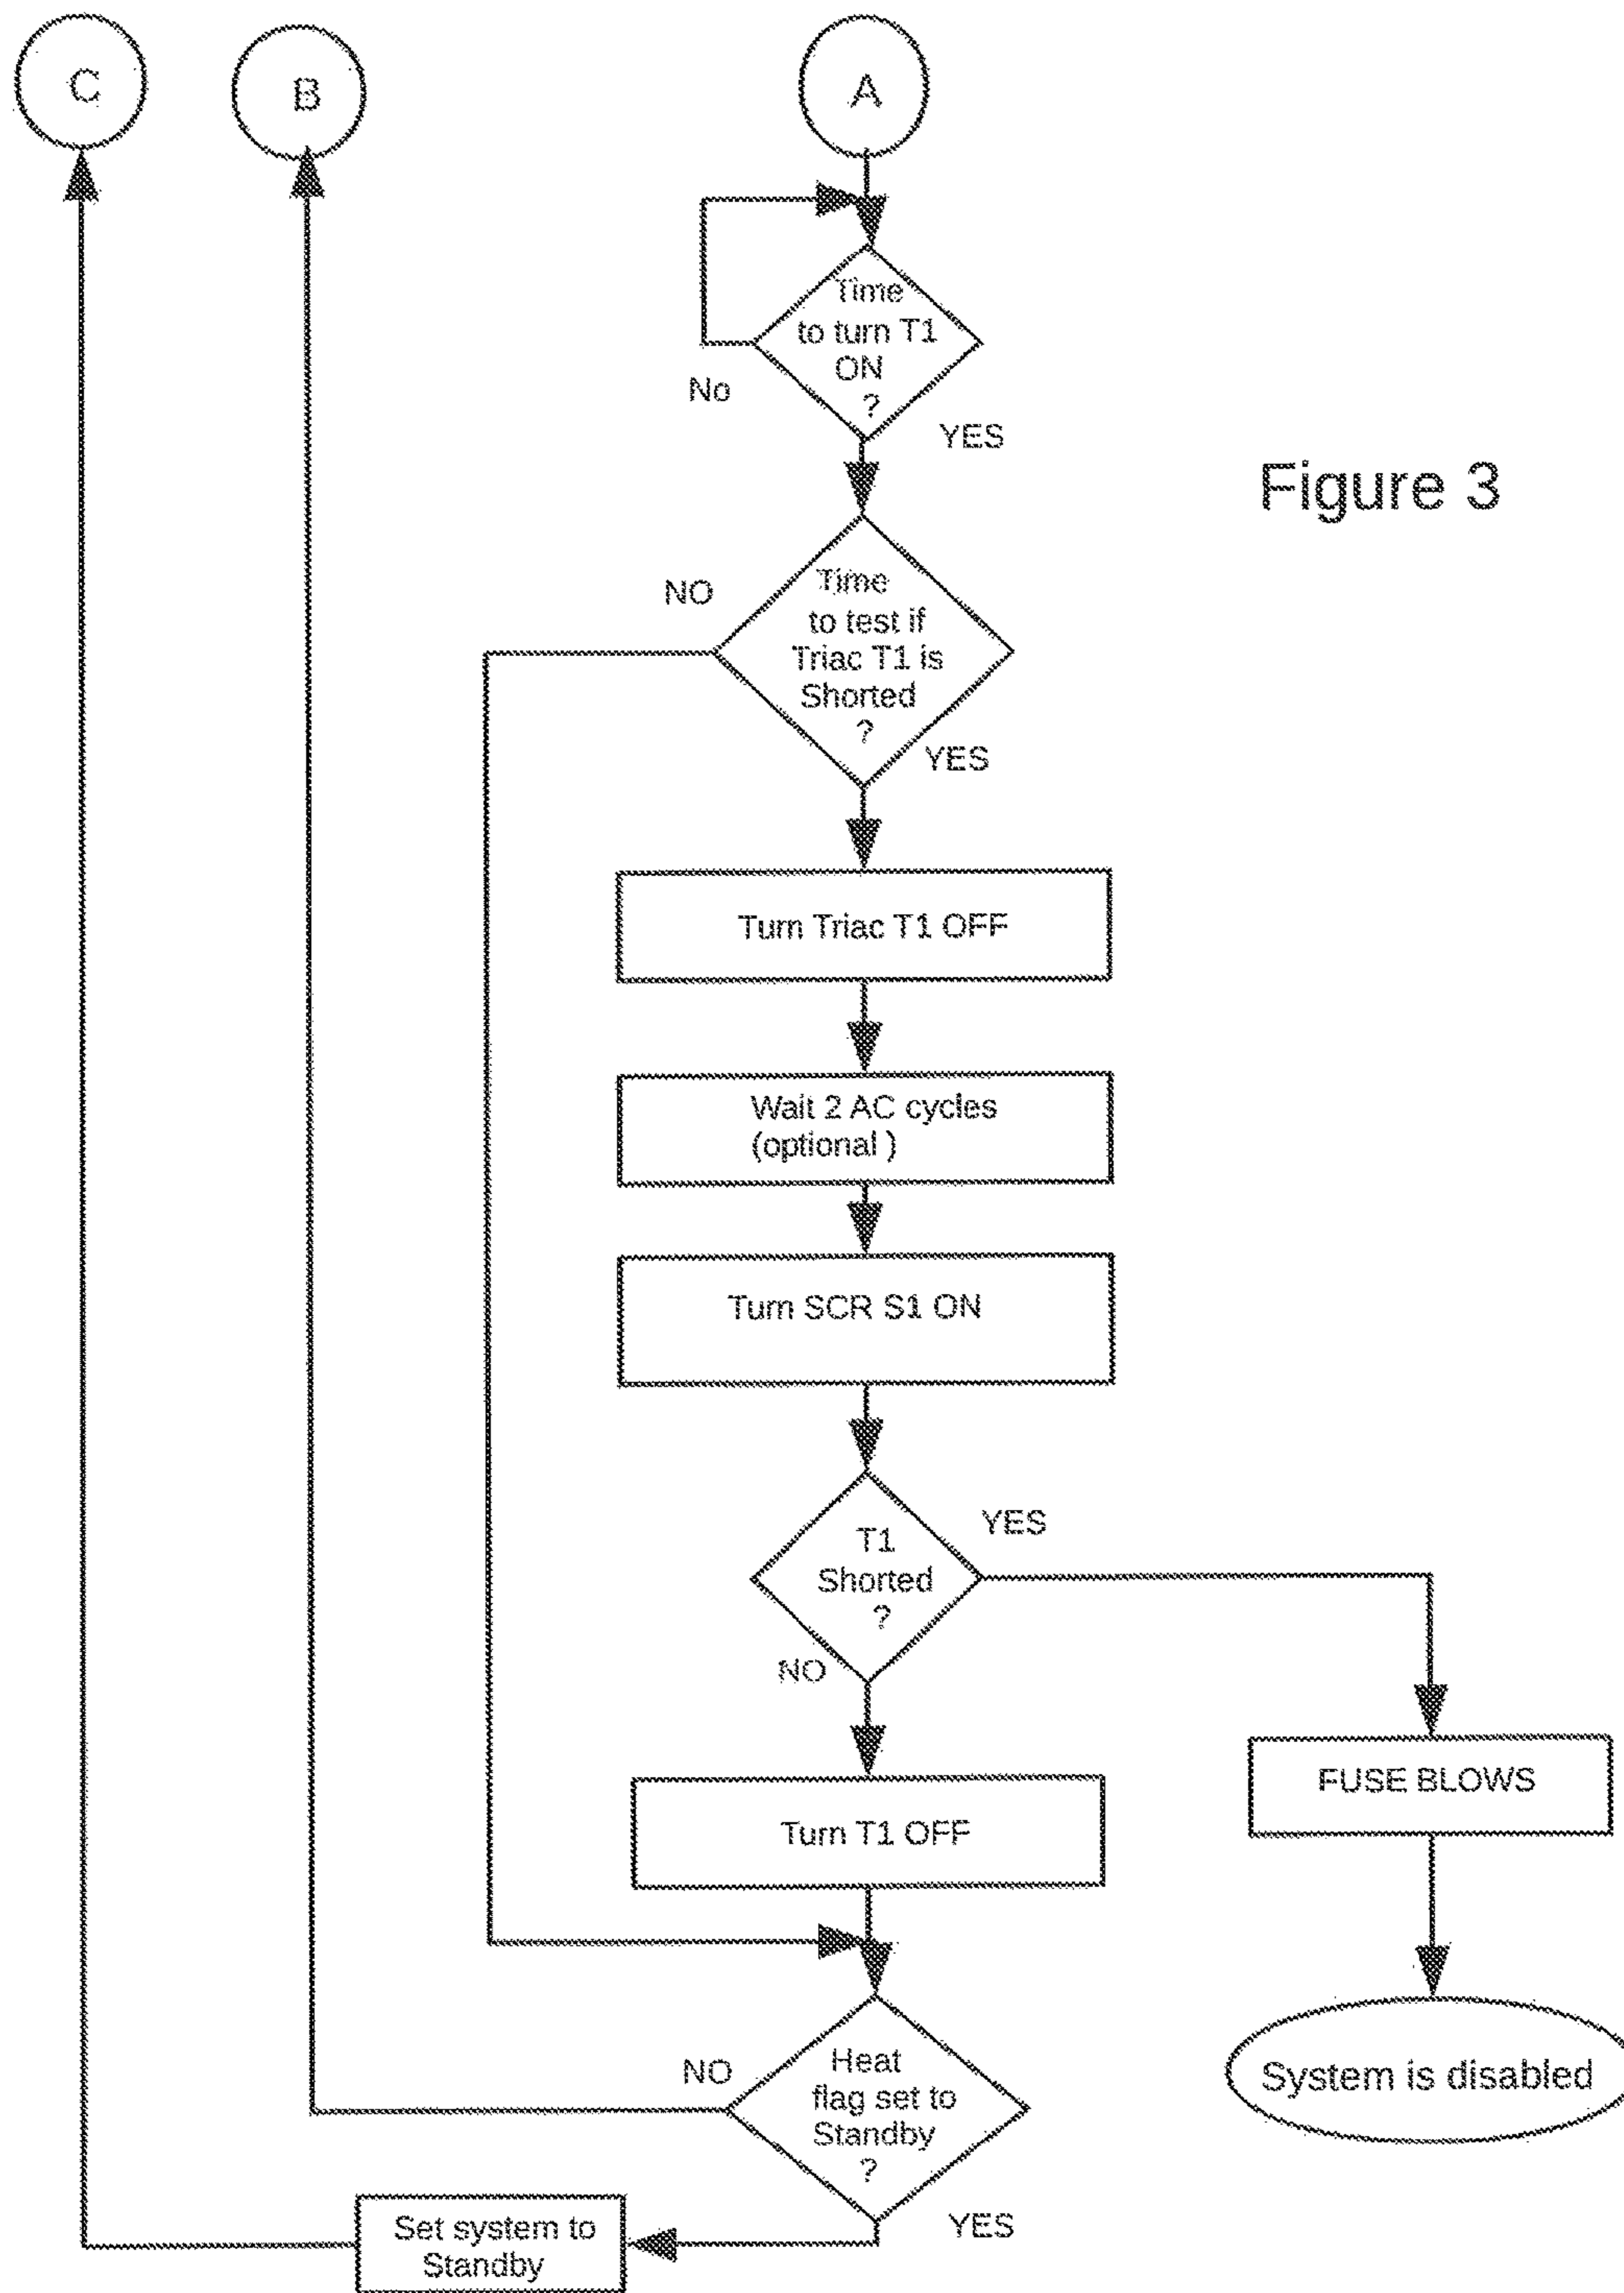 C
B
A
Time
to turn T1
ON
?
No
YES
Figure 3
Time
to test if
Triac T1 is
Shorted
?
NO
YES
Turn Triac T1 OFF
Wait 2 AC cycles
(optional )
Turn SCR S1 ON
T1
Shorted
?
YES
NO
FUSE BLOWS
Turn T1 OFF
System is disabled
Heat
flag set to
Standby
?
NO
YES
Set system to
Standby